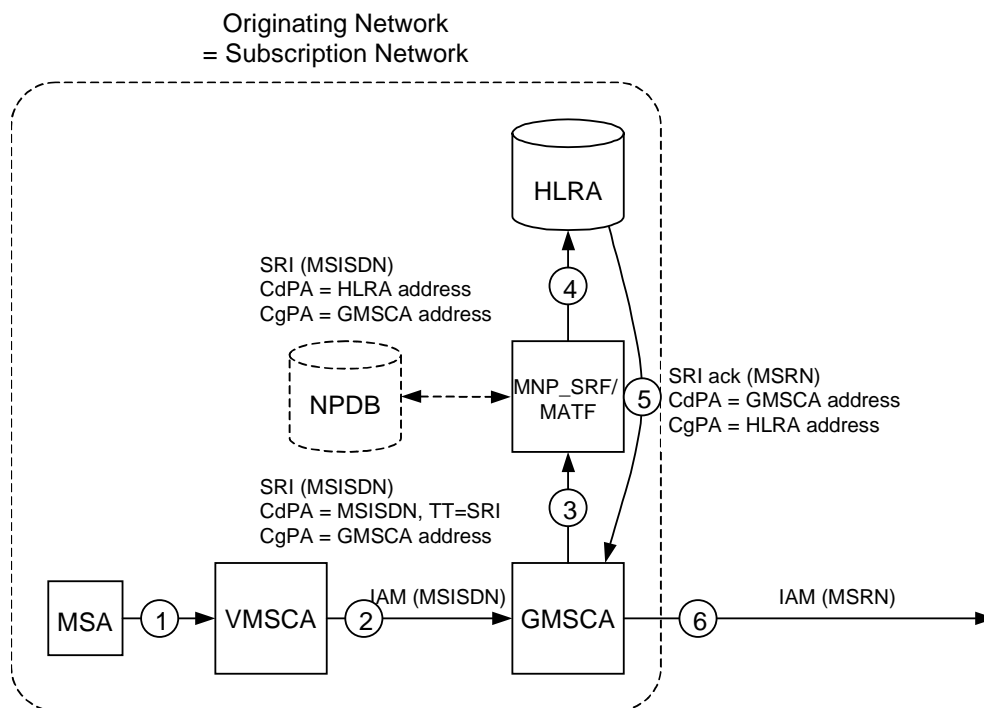 Originating Network
= Subscription Network
HLRA
SRI (MSISDN)
CdPA = HLRA address
CgPA = GMSCA address
4
NPDB
MNP_SRF/
MATF
5
SRI ack (MSRN)
CdPA = GMSCA address
CgPA = HLRA address
SRI (MSISDN)
CdPA = MSISDN, TT=SRI
CgPA = GMSCA address
3
MSA
1
VMSCA
IAM (MSISDN)
2
GMSCA
6
IAM (MSRN)